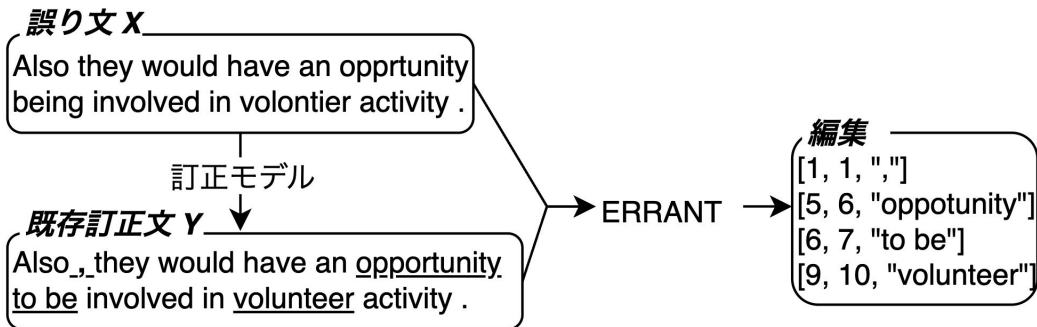 誤り文 X
Also they would have an opprtunity
being involved in volontier activity .
訂正モデル
既存訂正文 Y
Also , they would have an opportunity
to be involved in volunteer activity .
ERRANT
編集
[1, 1, ","]
[5, 6, "oppotunity"]
[6, 7, "to be"]
[9, 10, "volunteer"]